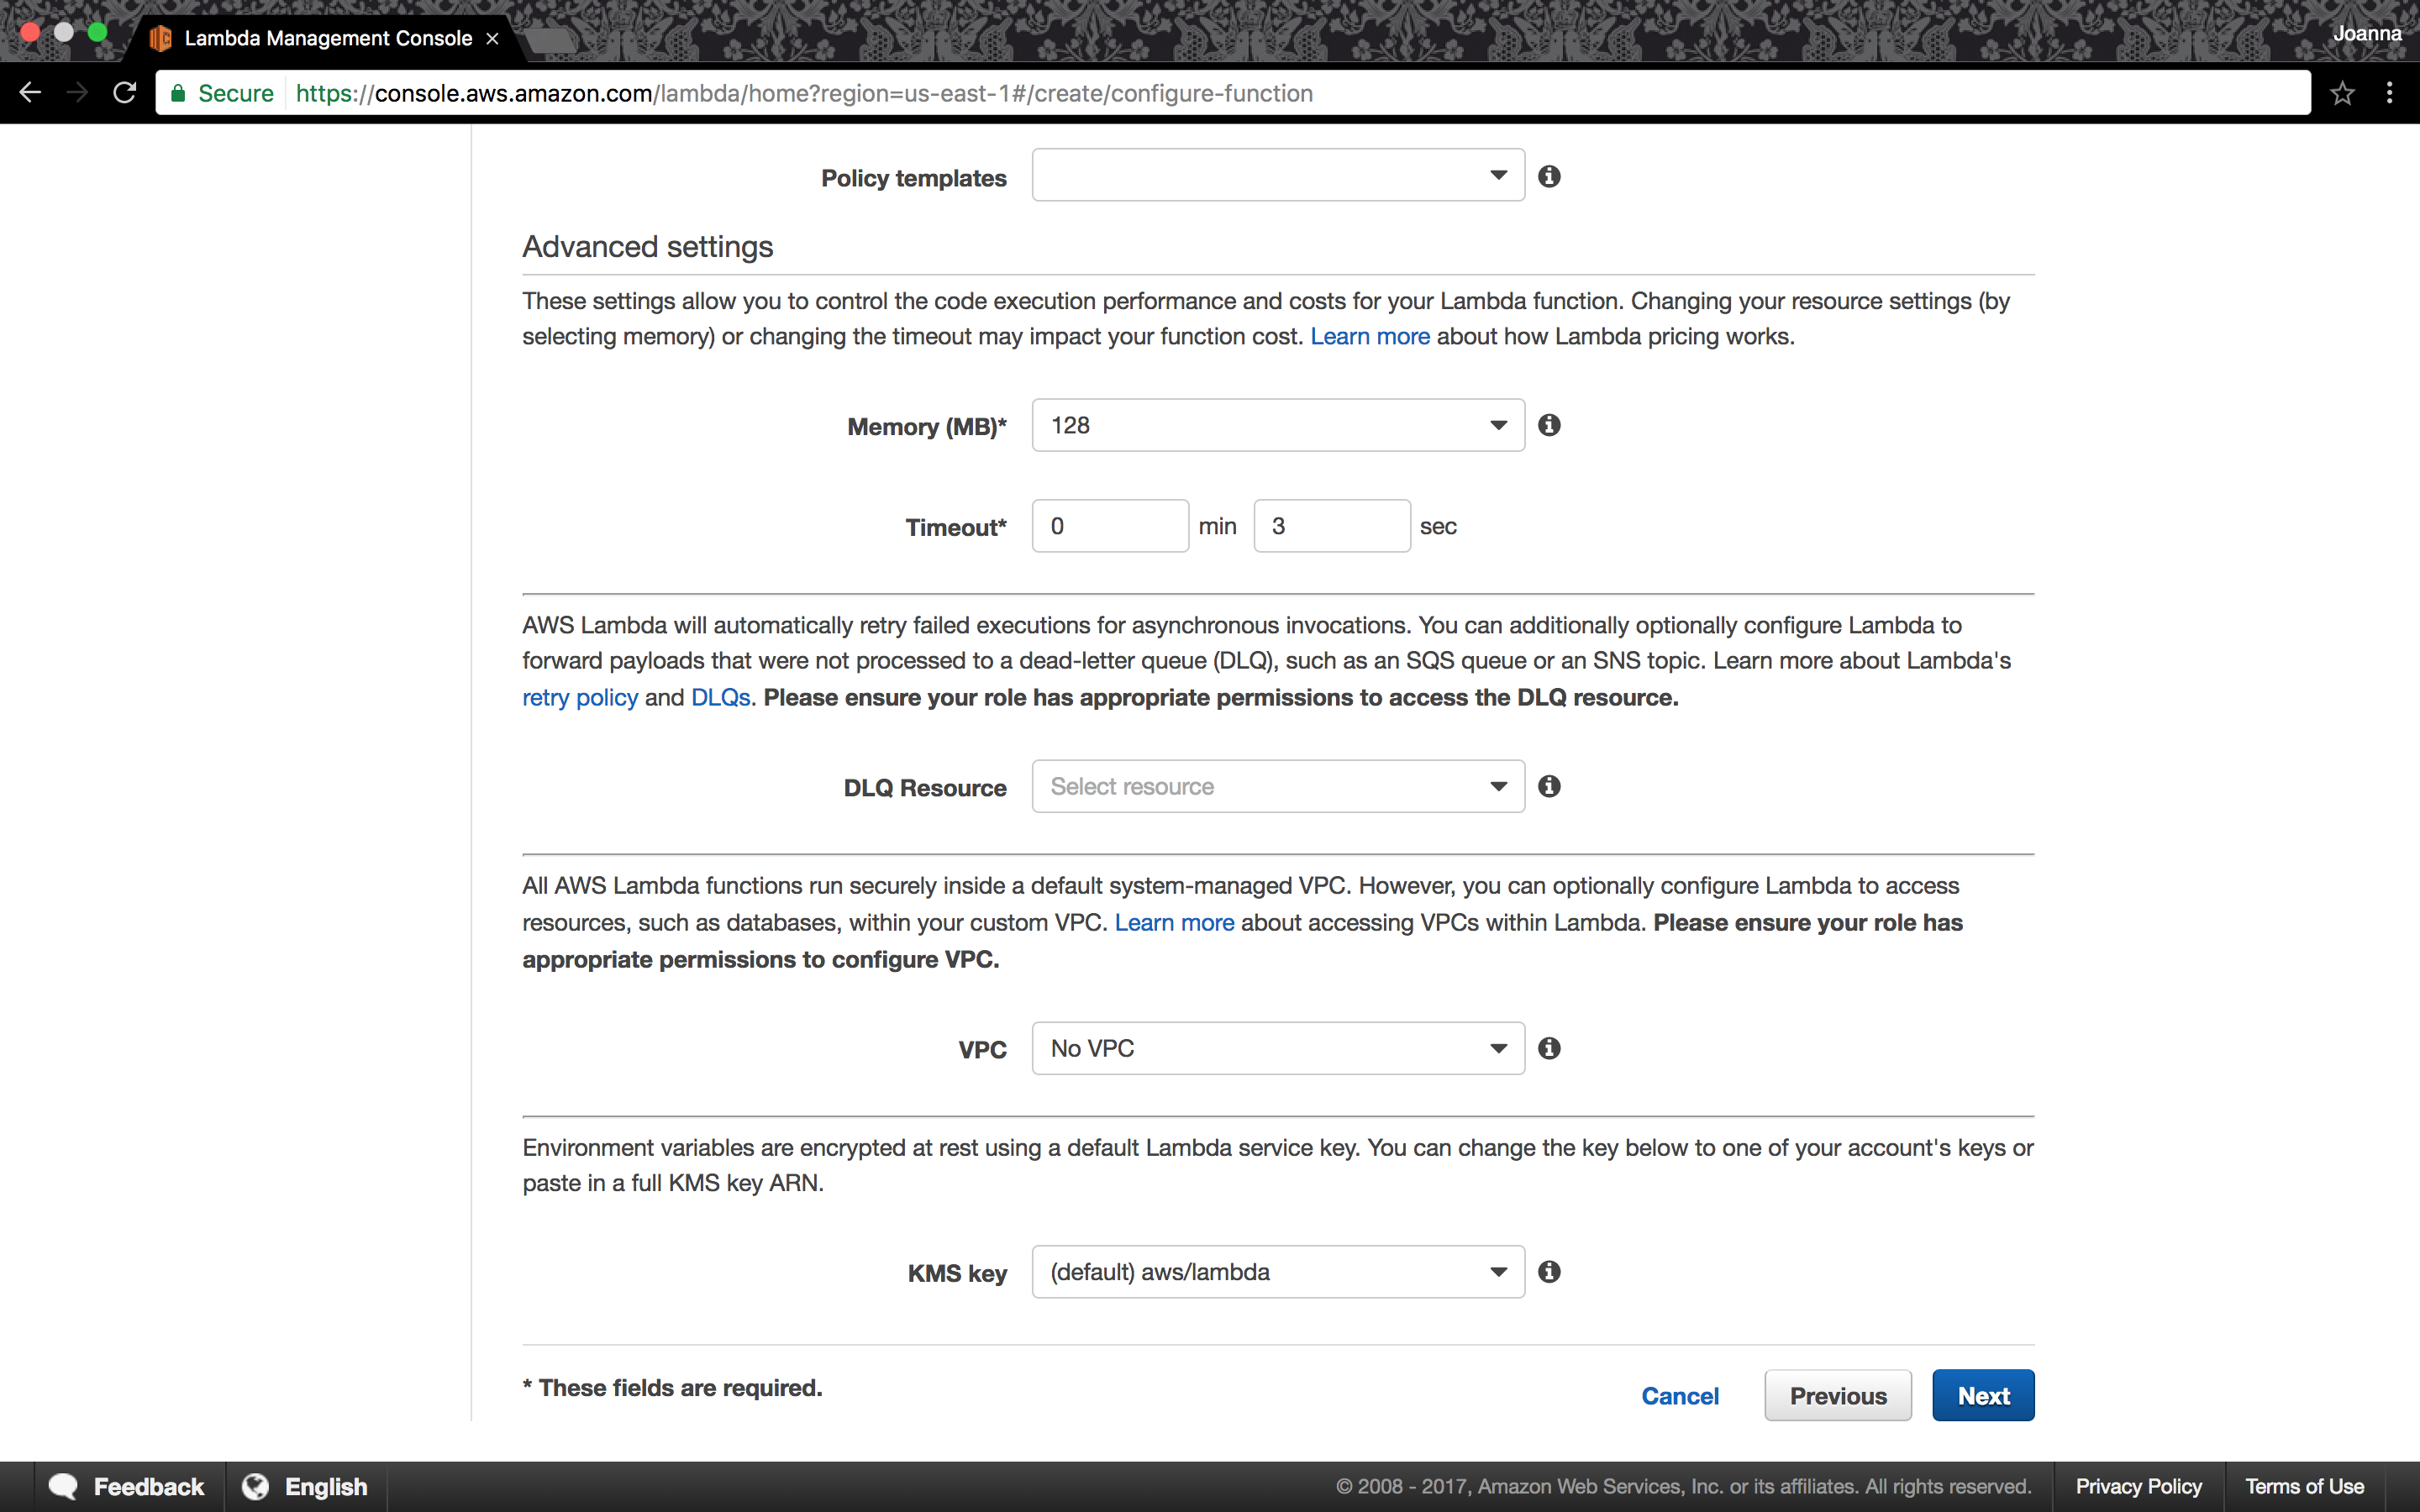 Lambda Management Console
Joanna
Secure https://console.aws.amazon.com/lambda/home?region=us-east-1#/create/configure-function
Policy templates
Advanced settings
These settings allow you to control the code execution performance and costs for your Lambda function. Changing your resource settings (by
selecting memory) or changing the timeout may impact your function cost. Learn more about how Lambda pricing works.
Memory (MB)* 128
Timeout* 0 min 3 sec
AWS Lambda will automatically retry failed executions for asynchronous invocations. You can additionally optionally configure Lambda to
forward payloads that were not processed to a dead-letter queue (DLQ), such as an SQS queue or an SNS topic. Learn more about Lambda's
retry policy and DLQs. Please ensure your role has appropriate permissions to access the DLQ resource.
DLQ Resource Select resource
All AWS Lambda functions run securely inside a default system-managed VPC. However, you can optionally configure Lambda to access
resources, such as databases, within your custom VPC. Learn more about accessing VPCs within Lambda. Please ensure your role has
appropriate permissions to configure VPC.
VPC No VPC
Environment variables are encrypted at rest using a default Lambda service key. You can change the key below to one of your account's keys or
paste in a full KMS key ARN.
KMS key (default) aws/lambda
* These fields are required.
Cancel Previous Next
Feedback English © 2008 - 2017, Amazon Web Services, Inc. or its affiliates. All rights reserved. Privacy Policy Terms of Use